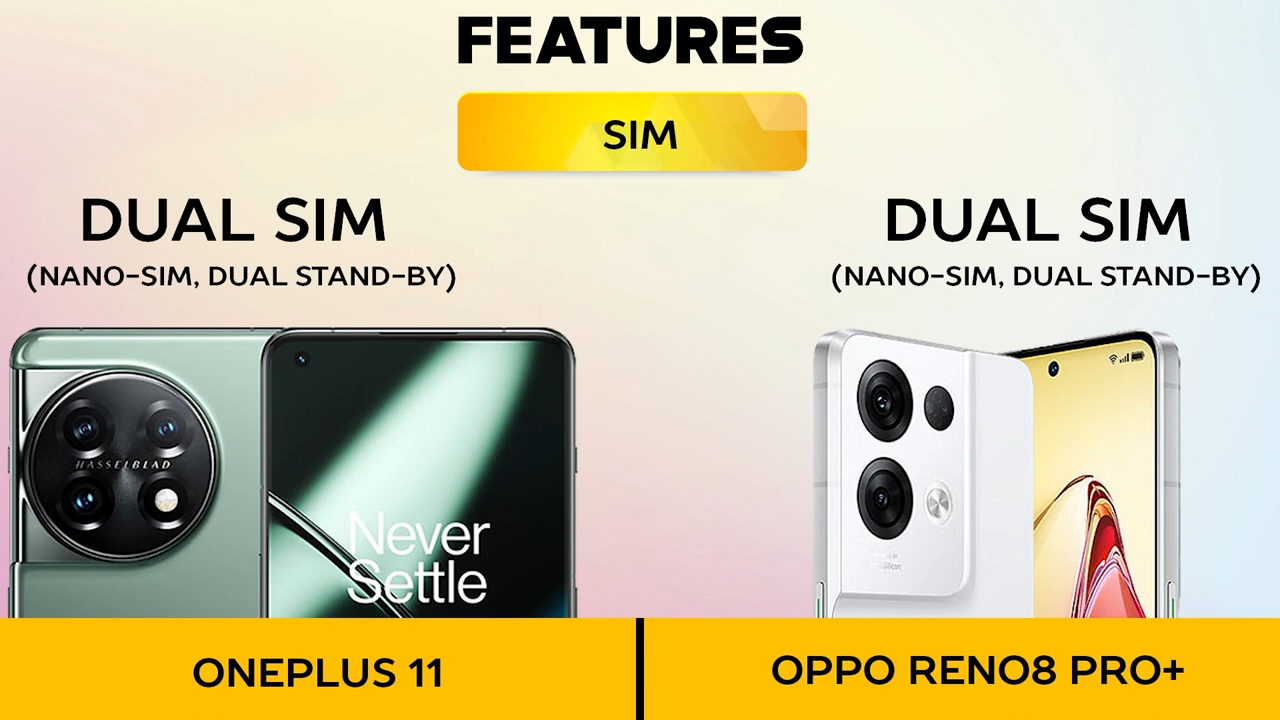 FEATURES
SIM
DUAL SIM
(NANO-SIM, DUAL STAND-BY)
DUAL SIM
(NANO-SIM, DUAL STAND-BY)
HASSELBLAD
Never
Settle
ONEPLUS 11
OPPO RENO8 PRO+